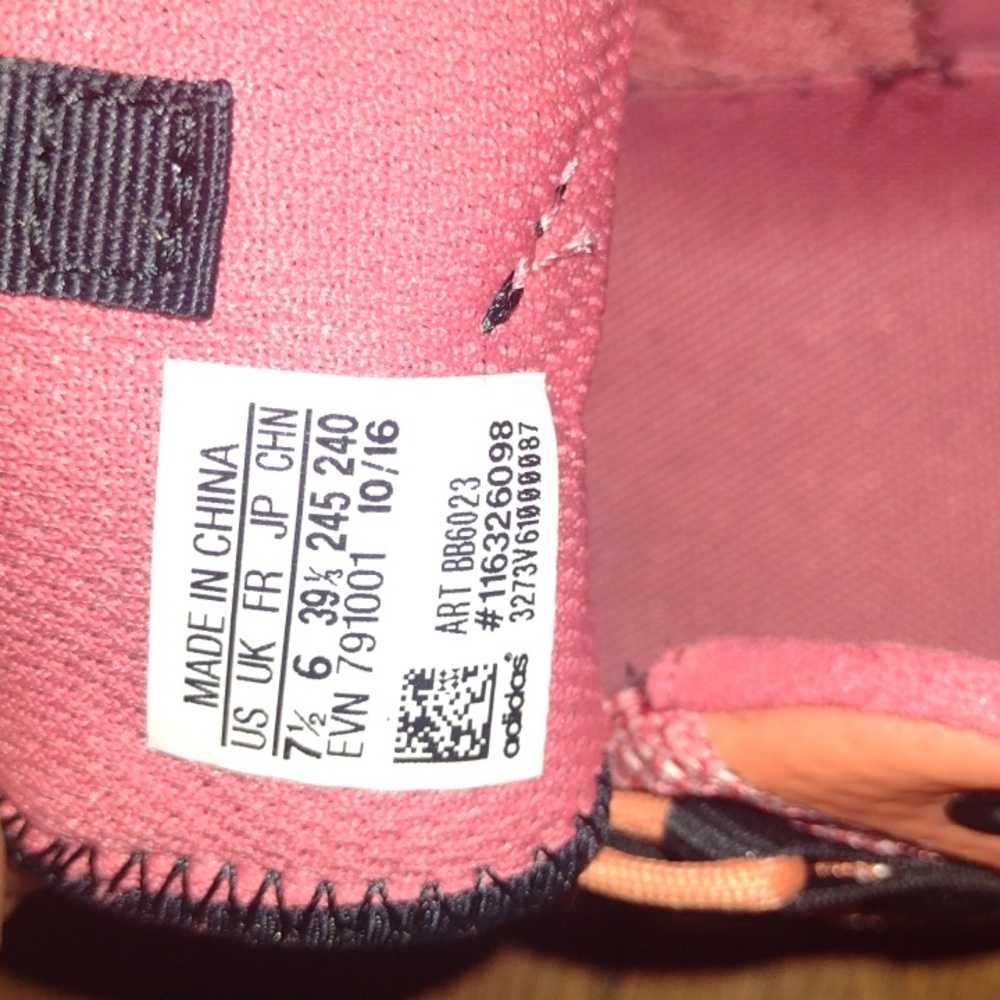 MADE IN CHINA
US UK FR JP CHN
7½ 6 39⅓ 245 240
EVN 791001 10/16
ART BB6023
#116326098
3273V61000087
adidas